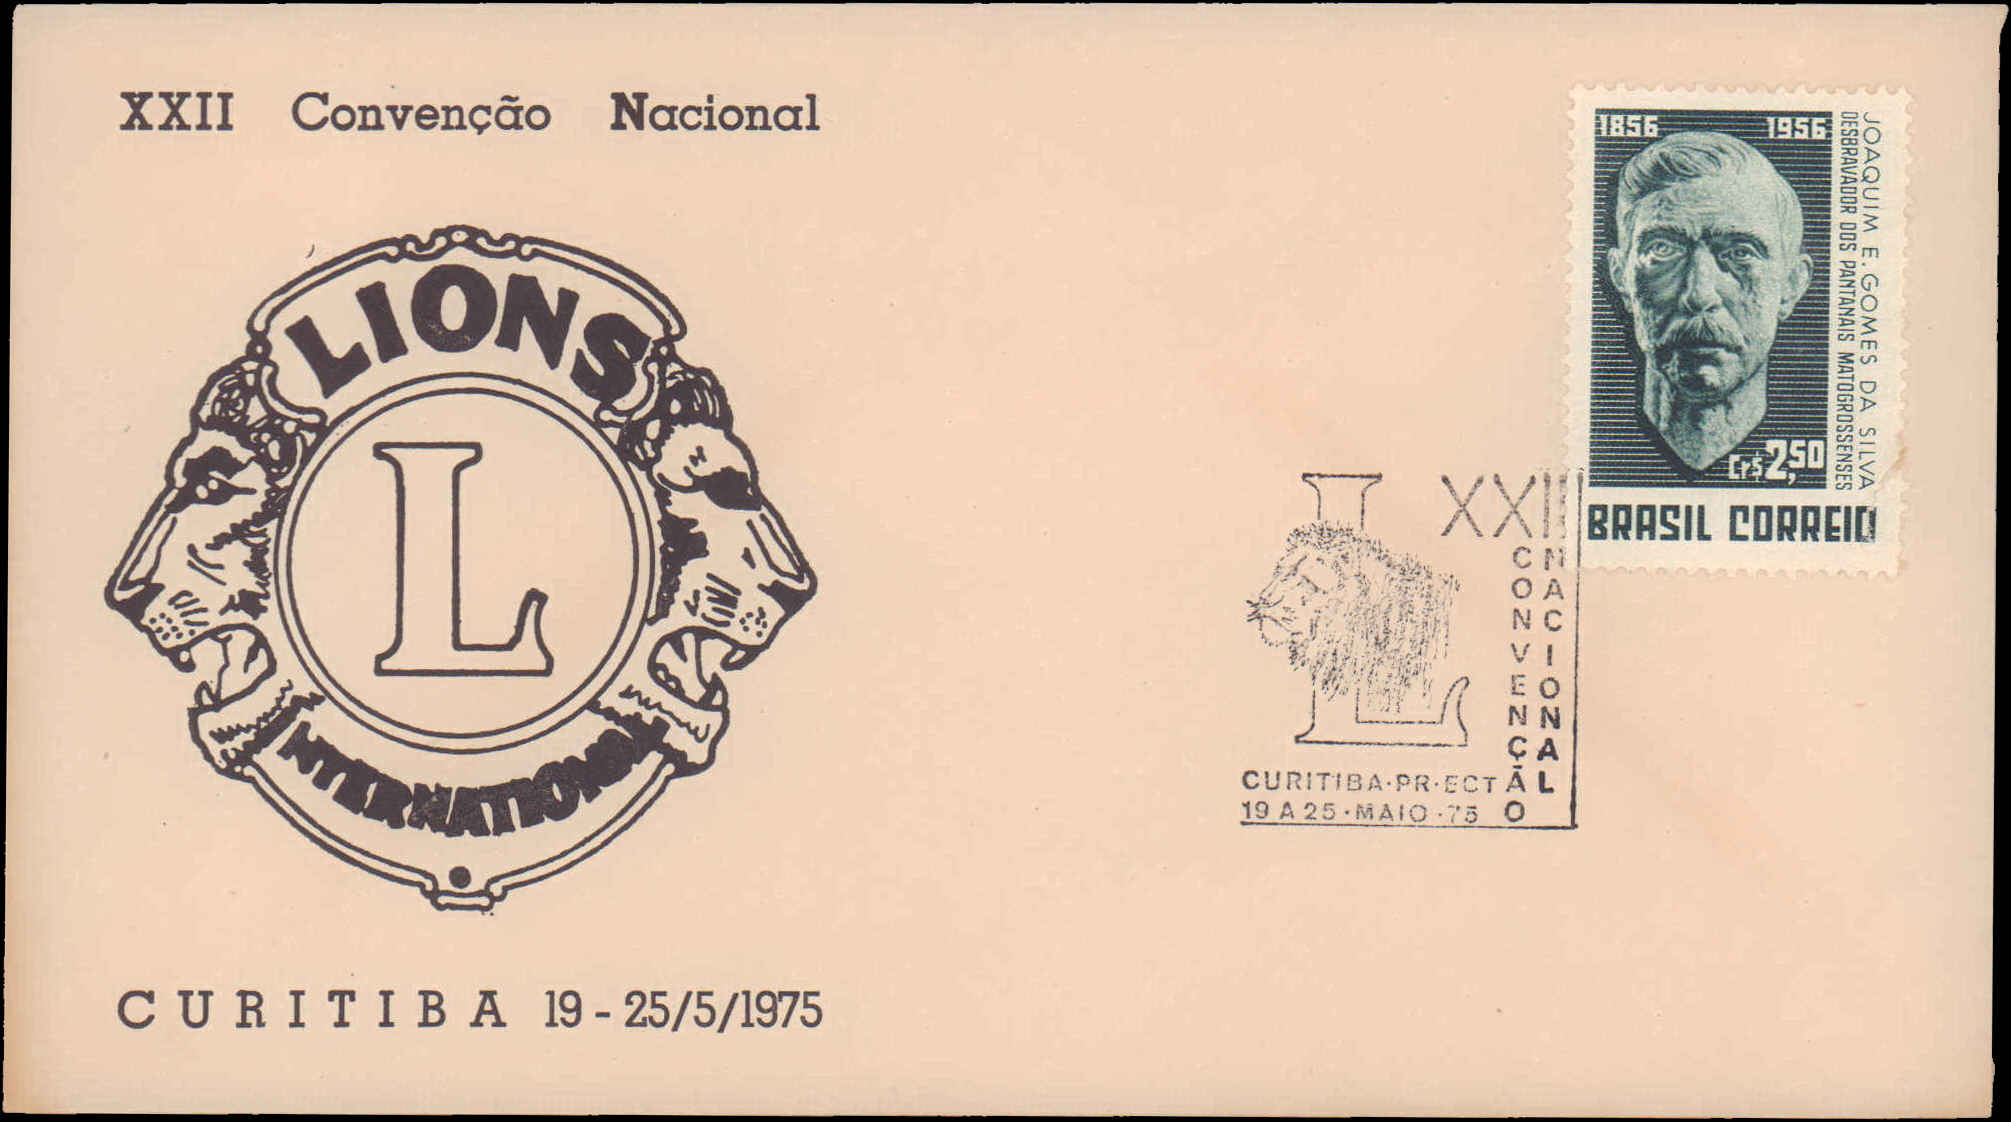 XXII Convenção Nacional
LIONS
L
INTERNATIONAL
CURITIBA 19-25/5/1975
1856 1956
JOAQUIM E. GOMES DA SILVA
DESBRAVADOR DOS PANTANAIS MATOGROSSENSES
Cr$2,50
BRASIL CORREIO
L
XXII
CONVENÇÃO
NACIONAL
CURITIBA·PR·ECT
19 A 25·MAIO·75